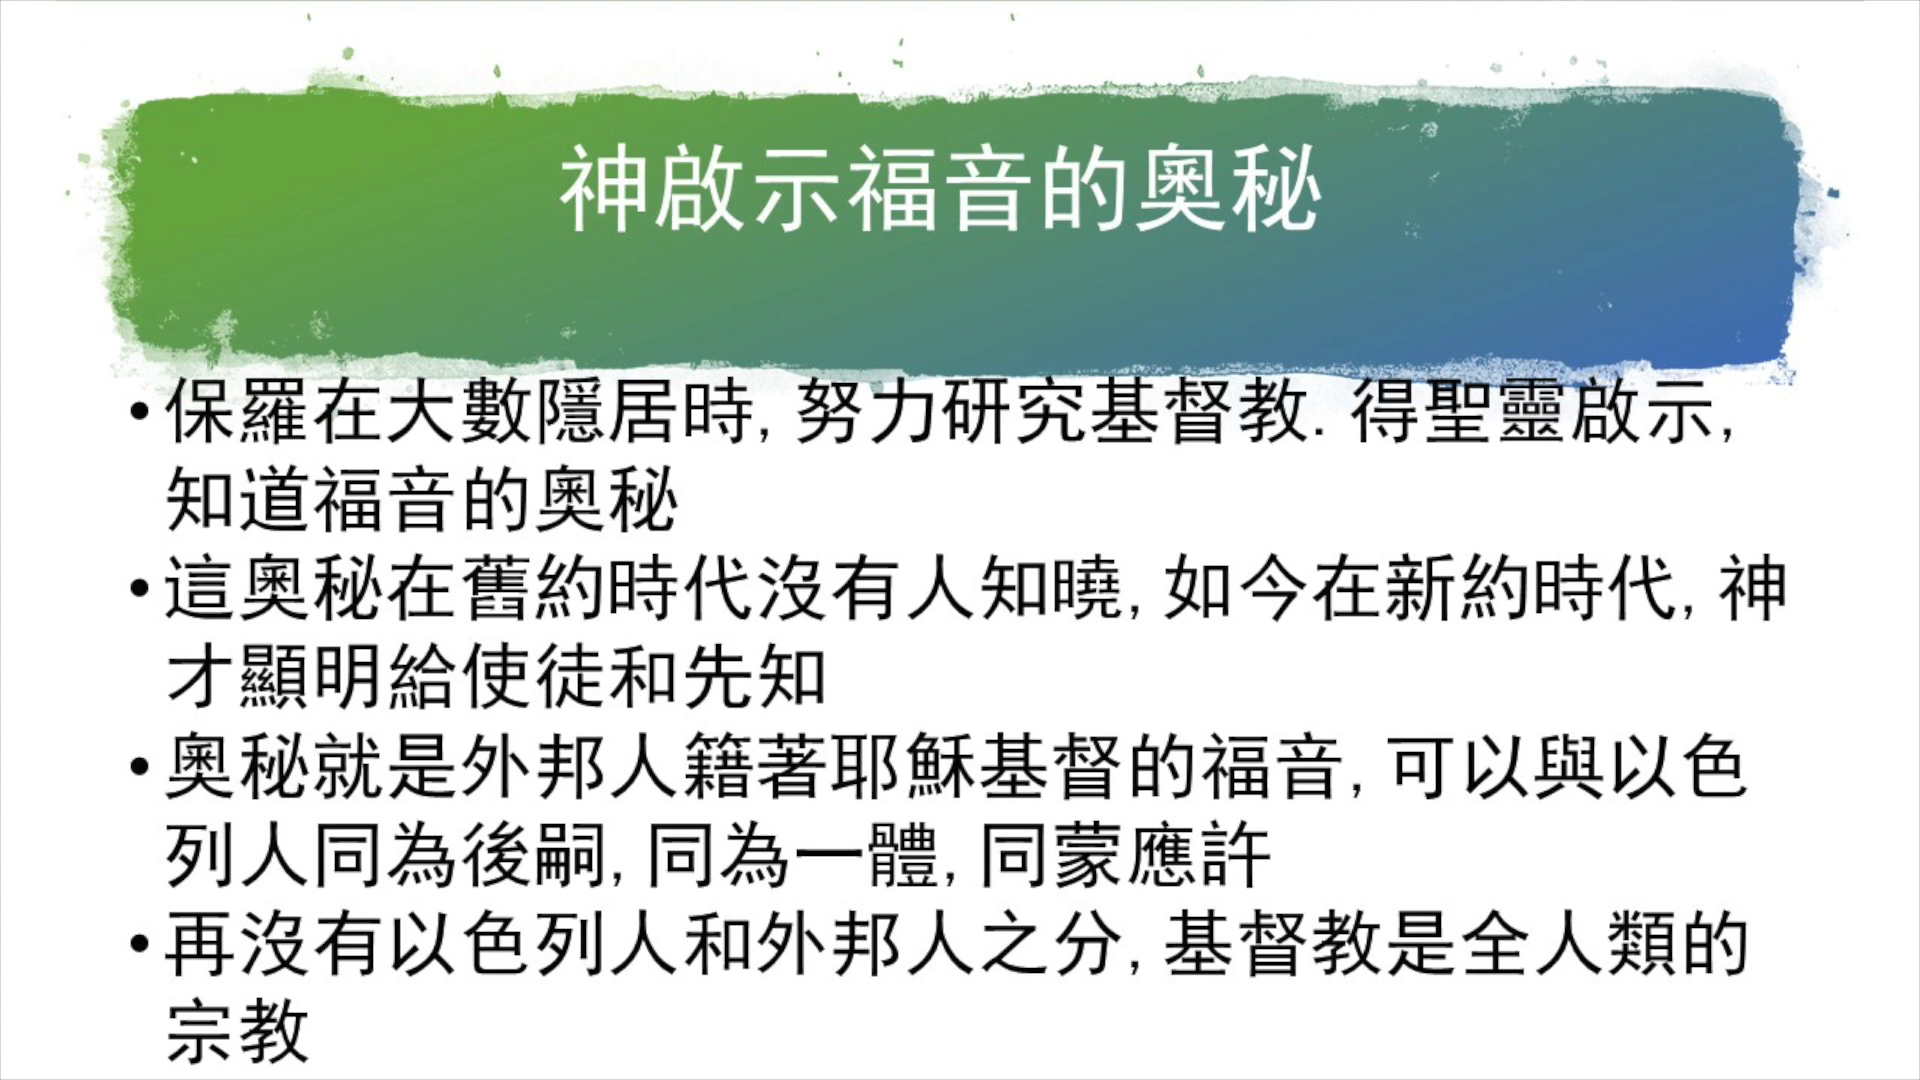 神啟示福音的奧秘
•保羅在大數隱居時, 努力研究基督教. 得聖靈啟示,
知道福音的奧秘
•這奧秘在舊約時代沒有人知曉, 如今在新約時代, 神
才顯明給使徒和先知
•奧秘就是外邦人籍著耶穌基督的福音, 可以與以色
列人同為後嗣, 同為一體, 同蒙應許
•再沒有以色列人和外邦人之分, 基督教是全人類的
宗教